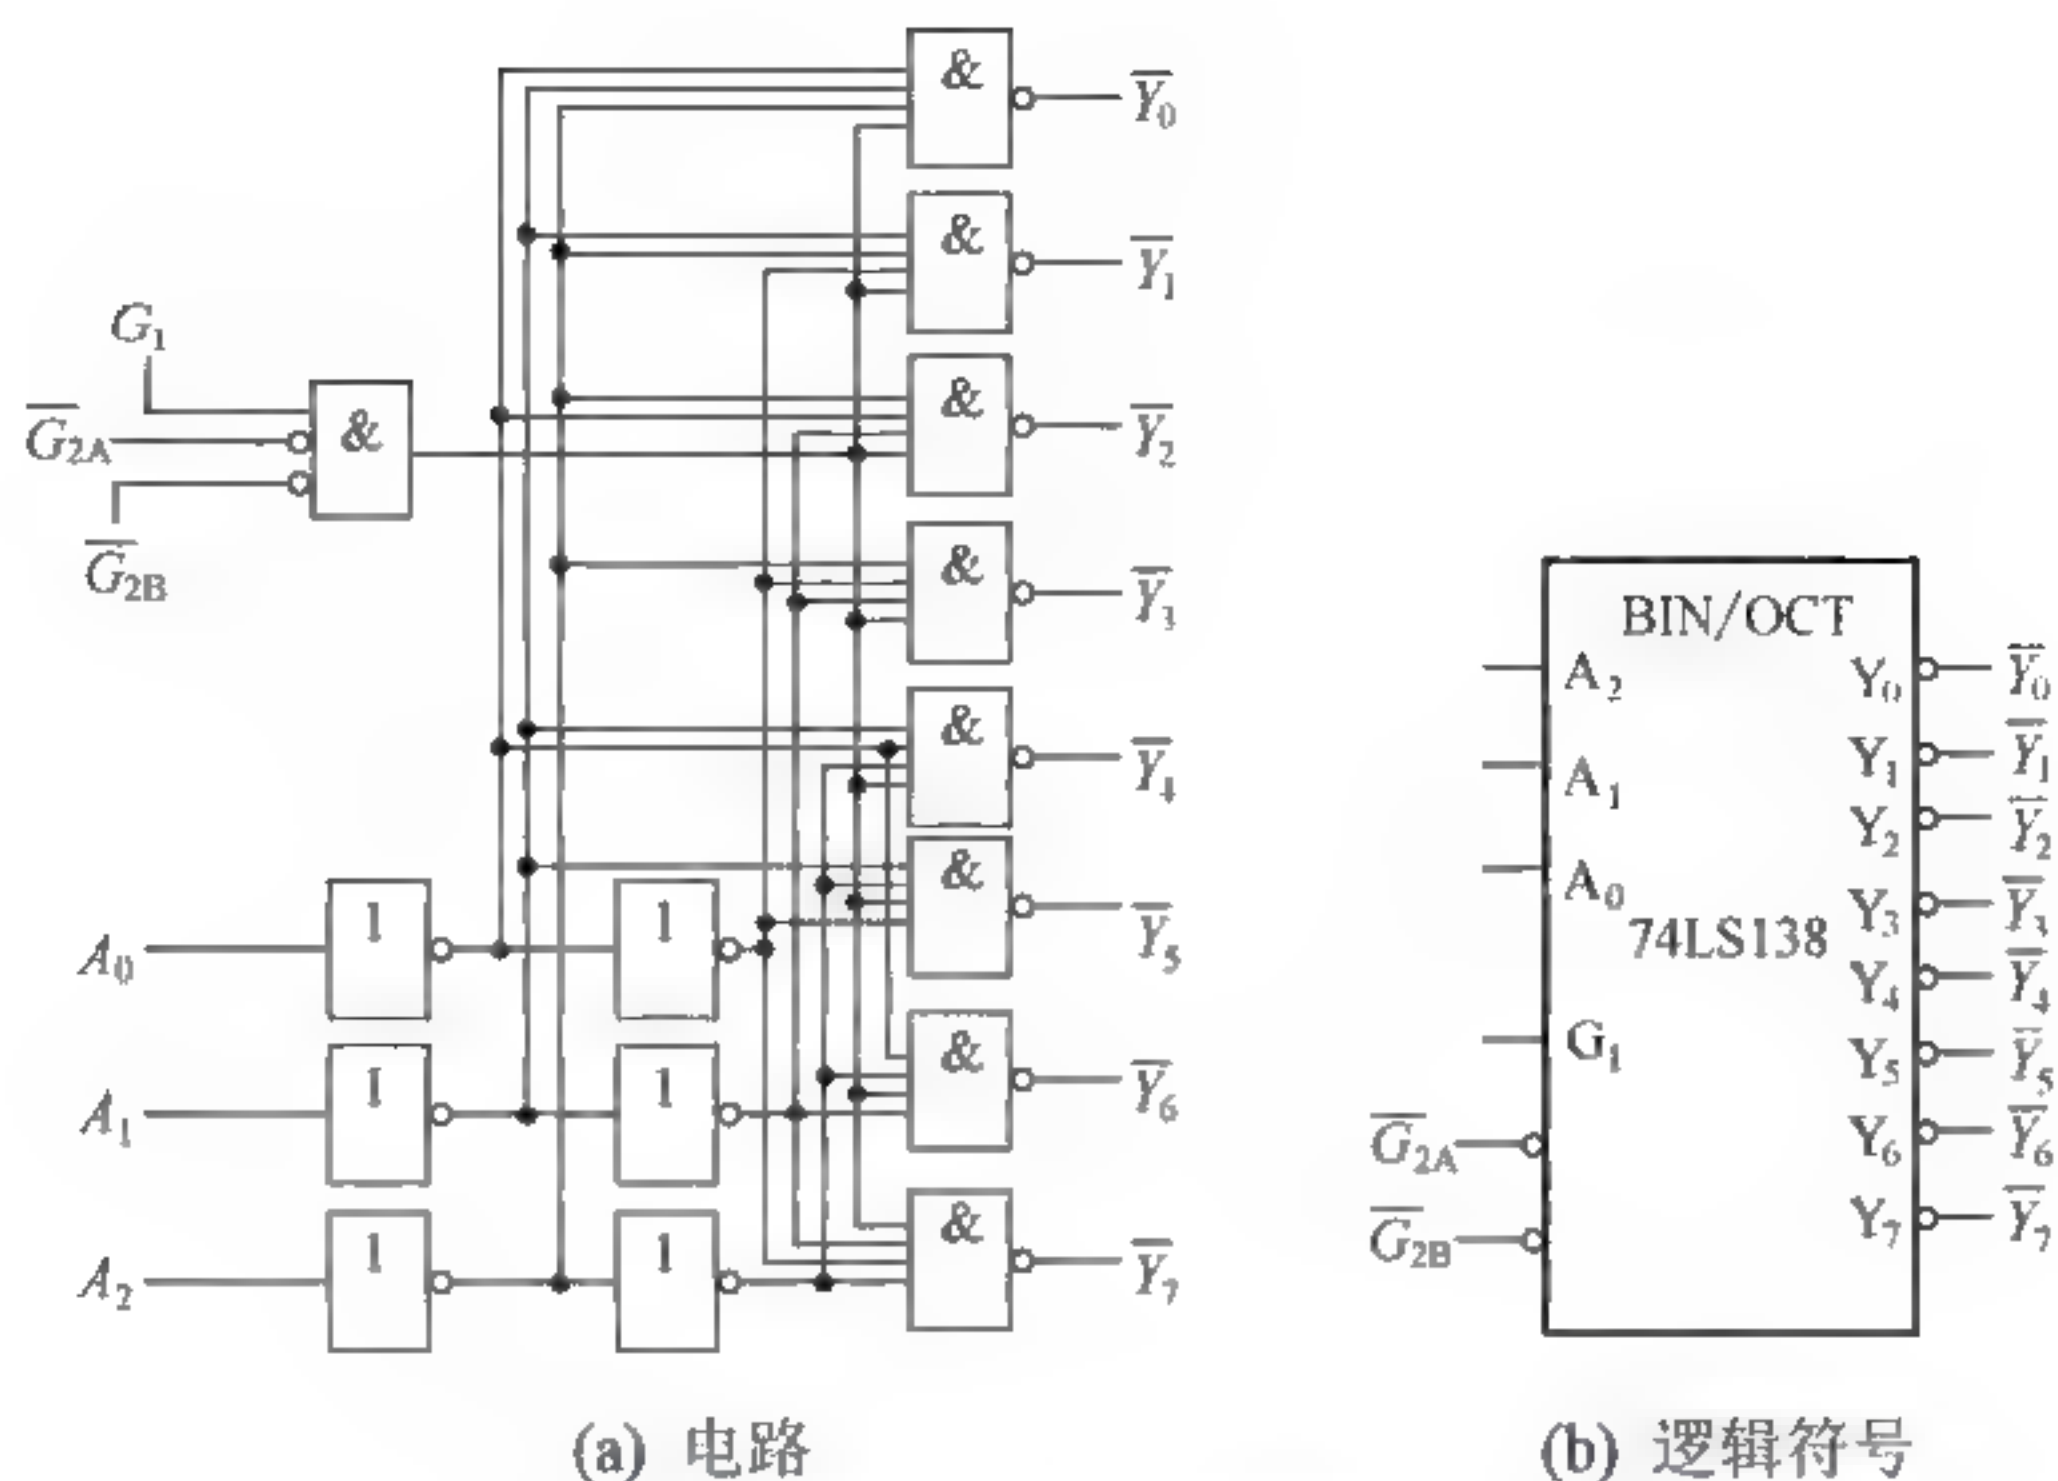 &
Y̅₀
&
Y̅₁
G₁
G̅₂A
&
&
Y̅₂
G̅₂B
&
Y̅₃
&
Y̅₄
&
Y̅₅
A₀
1
1
&
Y̅₆
A₁
1
1
&
Y̅₇
A₂
1
1
(a) 电路
BIN/OCT
74LS138
A₂
A₁
A₀
G₁
G̅₂A
G̅₂B
Y₀
Y̅₀
Y₁
Y̅₁
Y₂
Y̅₂
Y₃
Y̅₃
Y₄
Y̅₄
Y₅
Y̅₅
Y₆
Y̅₆
Y₇
Y̅₇
(b) 逻辑符号